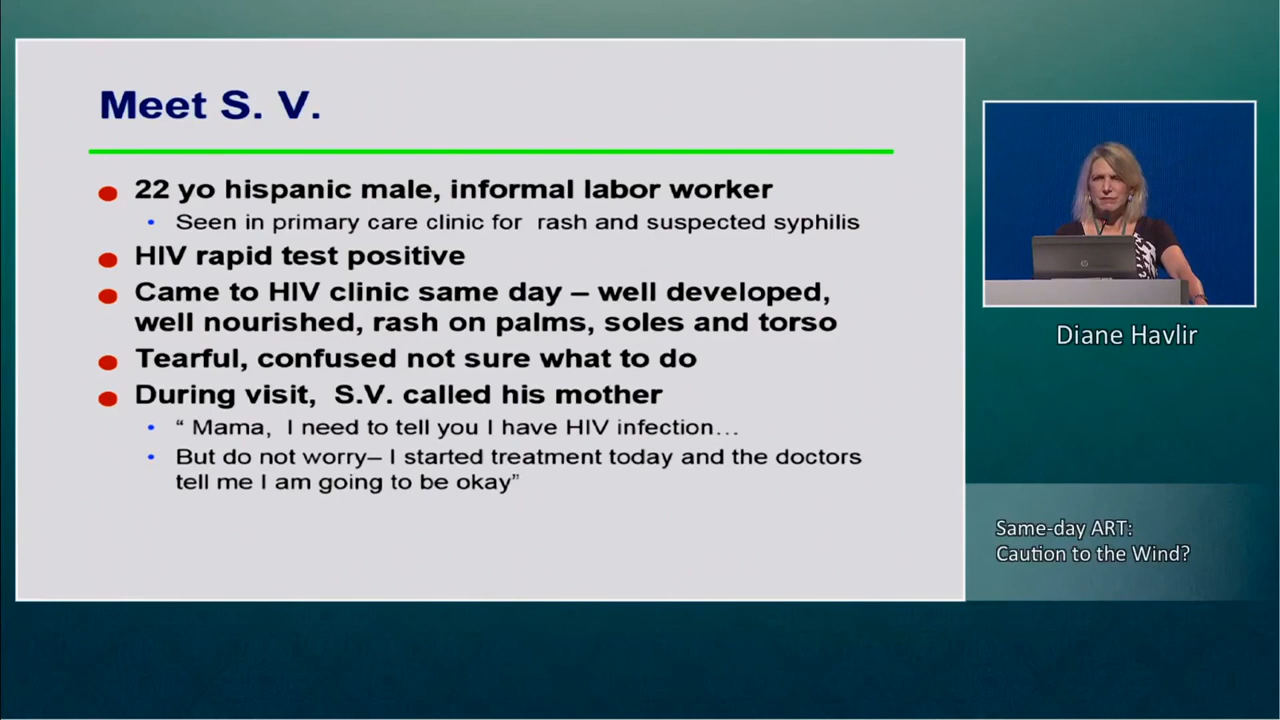 Meet S. V.
22 yo hispanic male, informal labor worker
Seen in primary care clinic for rash and suspected syphilis
HIV rapid test positive
Came to HIV clinic same day – well developed,
well nourished, rash on palms, soles and torso
Tearful, confused not sure what to do
During visit, S.V. called his mother
“ Mama, I need to tell you I have HIV infection…
But do not worry– I started treatment today and the doctors
tell me I am going to be okay”
Diane Havlir
Same-day ART:
Caution to the Wind?